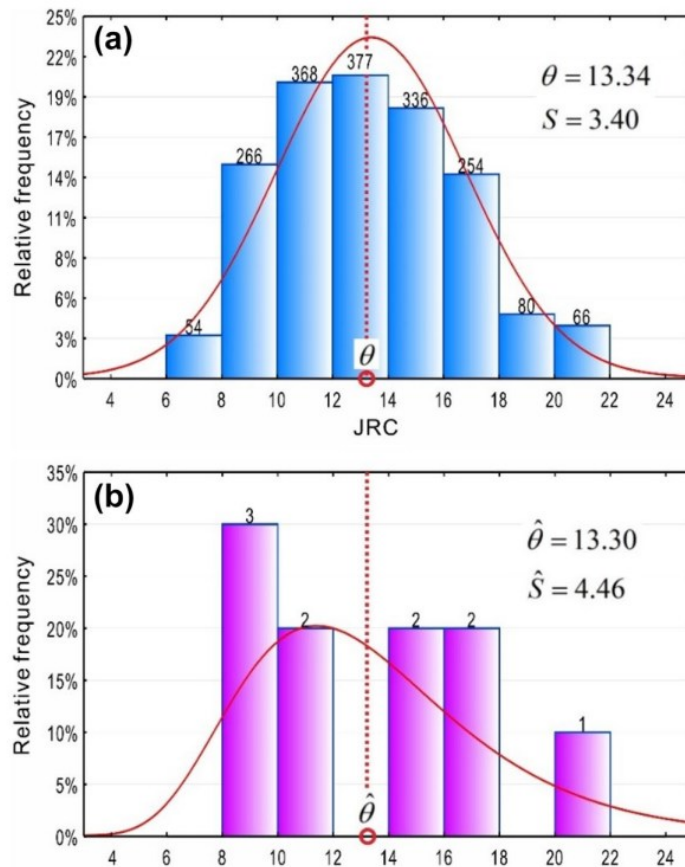 (a)
25%
22%
19%
17%
14%
11%
8%
6%
3%
0%
Relative frequency
54
266
368
377
336
254
80
66
θ = 13.34
S = 3.40
θ
4 6 8 10 12 14 16 18 20 22 24
JRC
(b)
35%
30%
25%
20%
15%
10%
5%
0%
Relative frequency
3
2
2
2
1
θ̂ = 13.30
Ŝ = 4.46
θ̂
4 6 8 10 12 14 16 18 20 22 24